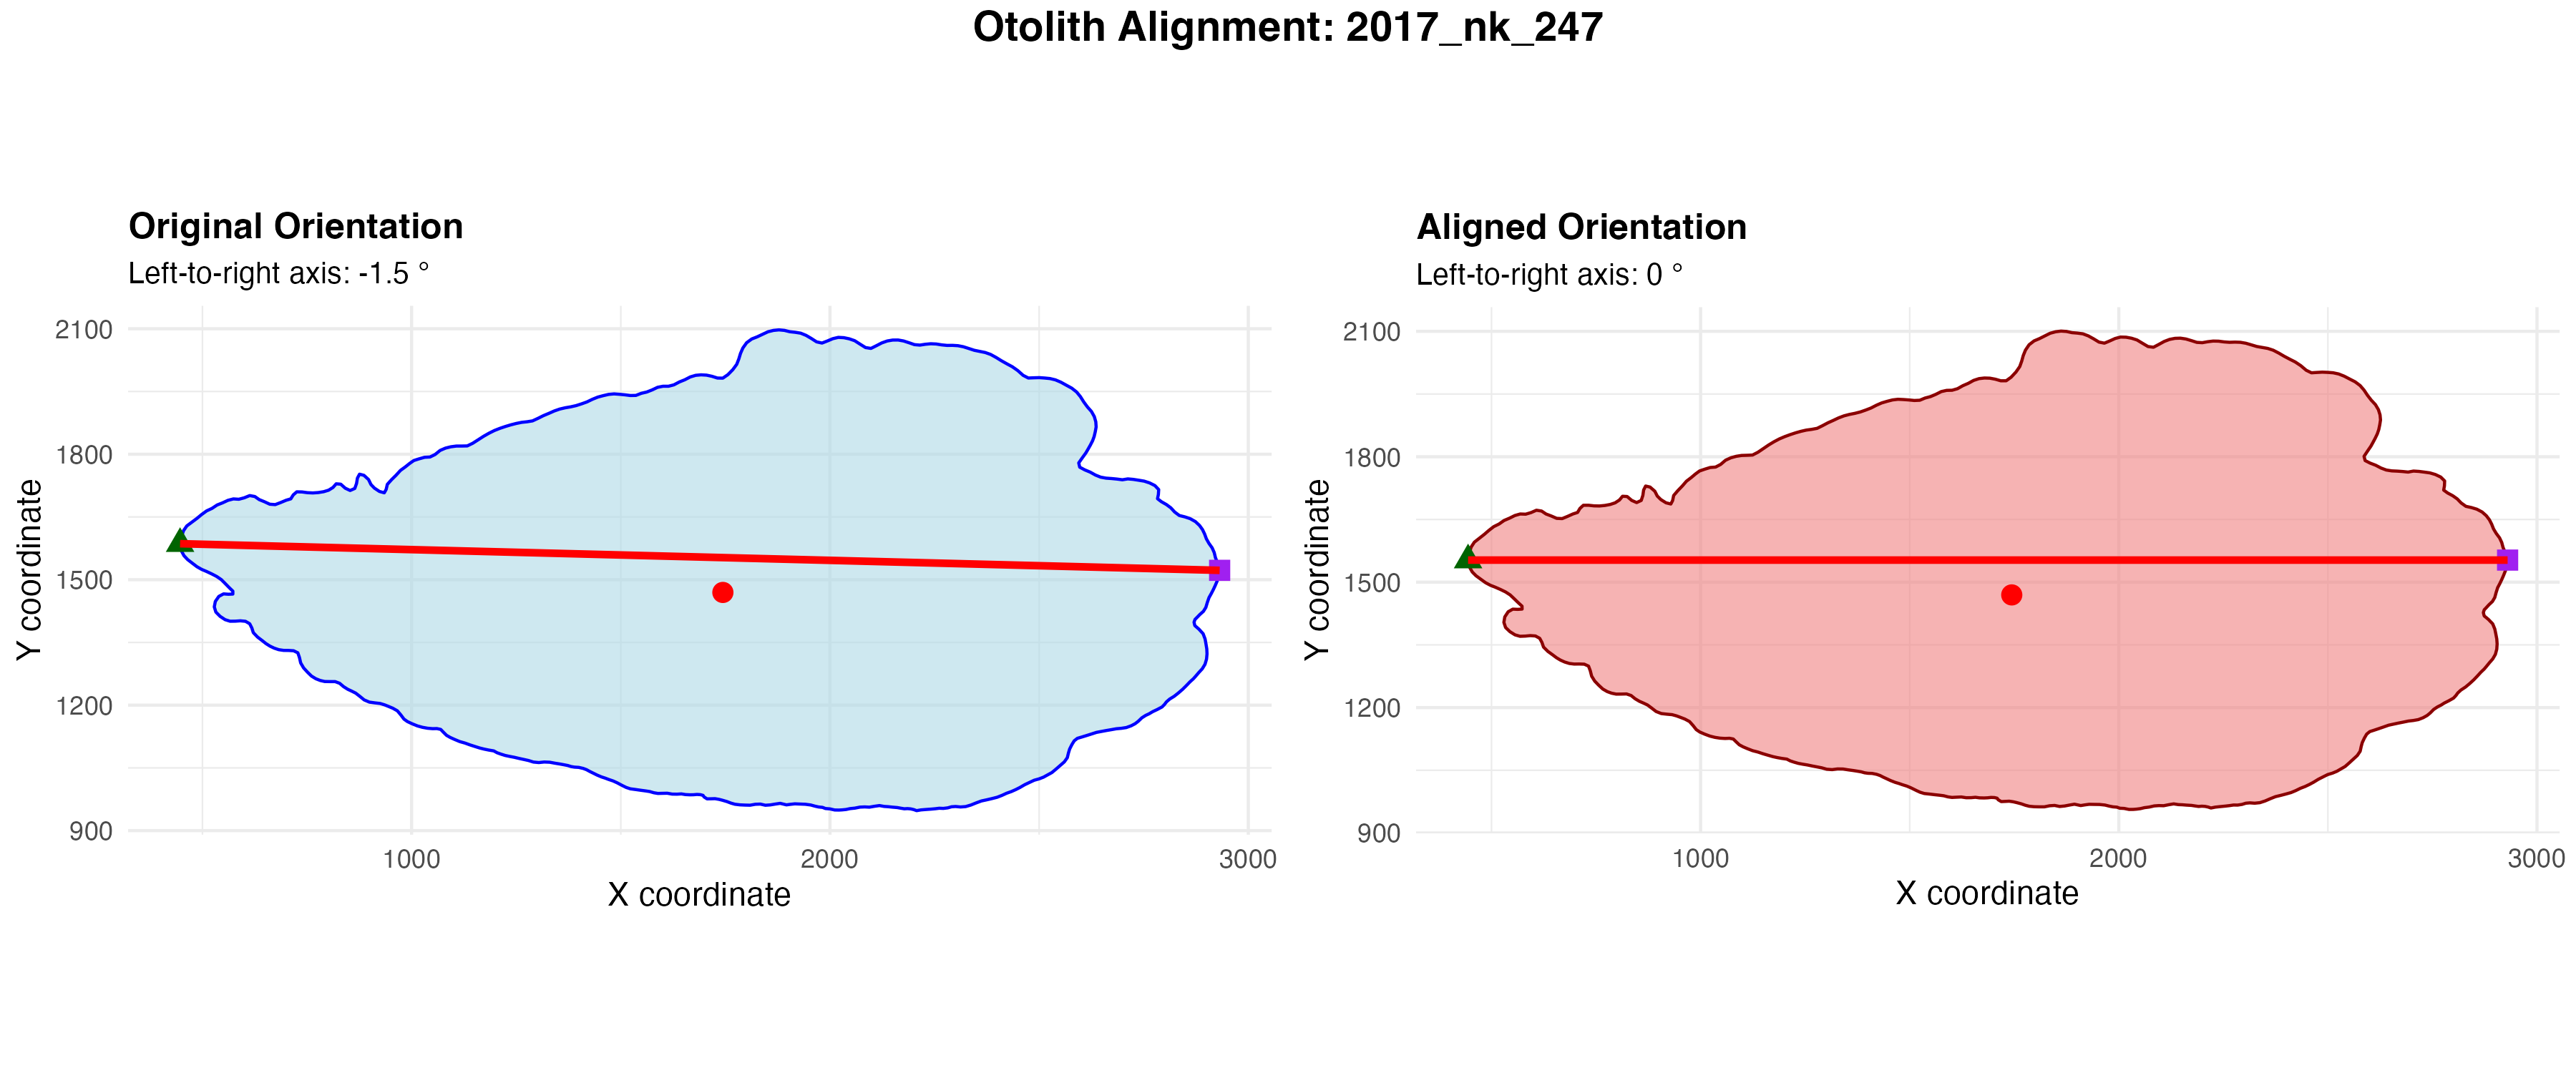 Otolith Alignment: 2017_nk_247
Original Orientation
Left-to-right axis: -1.5 °
2100
1800
1500
1200
900
Y coordinate
1000
2000
3000
X coordinate
Aligned Orientation
Left-to-right axis: 0 °
2100
1800
1500
1200
900
Y coordinate
1000
2000
3000
X coordinate